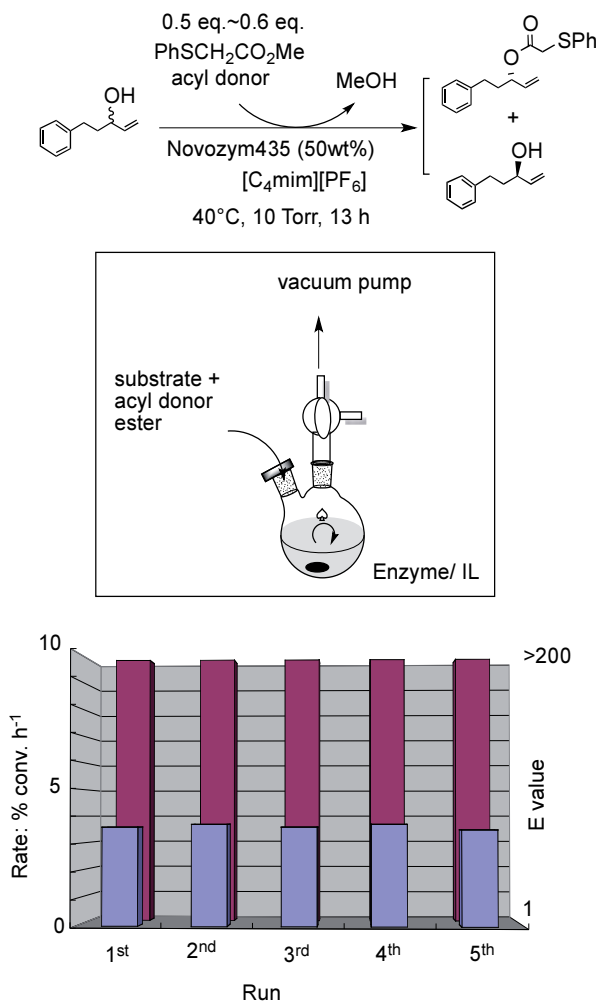 0.5 eq.~0.6 eq.
PhSCH₂CO₂Me
acyl donor
MeOH
OH
Novozym435 (50wt%)
[C₄mim][PF₆]
40°C, 10 Torr, 13 h
O
O
SPh
+
OH
vacuum pump
substrate +
acyl donor
ester
Enzyme/ IL
10
5
0
Rate: % conv. h⁻¹
>200
E value
1
1st
2nd
3rd
4th
5th
Run